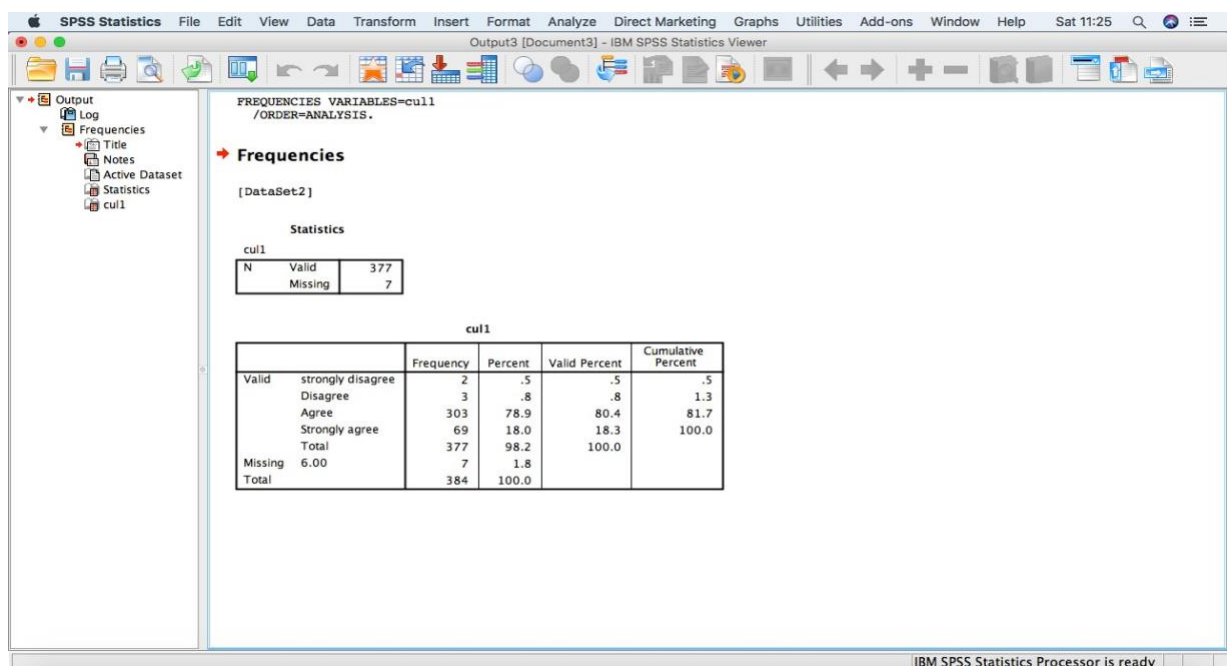 SPSS Statistics File Edit View Data Transform Insert Format Analyze Direct Marketing Graphs Utilities Add-ons Window Help Sat 11:25
Output3 [Document3] - IBM SPSS Statistics Viewer
Output
Log
Frequencies
Title
Notes
Active Dataset
Statistics
cul1
FREQUENCIES VARIABLES=cul1
/ORDER=ANALYSIS.
Frequencies
[DataSet2]
Statistics
cul1
N Valid 377
Missing 7
cul1
Frequency Percent Valid Percent Cumulative Percent
Valid strongly disagree 2 .5 .5 .5
Disagree 3 .8 .8 1.3
Agree 303 78.9 80.4 81.7
Strongly agree 69 18.0 18.3 100.0
Total 377 98.2 100.0
Missing 6.00 7 1.8
Total 384 100.0
IBM SPSS Statistics Processor is ready